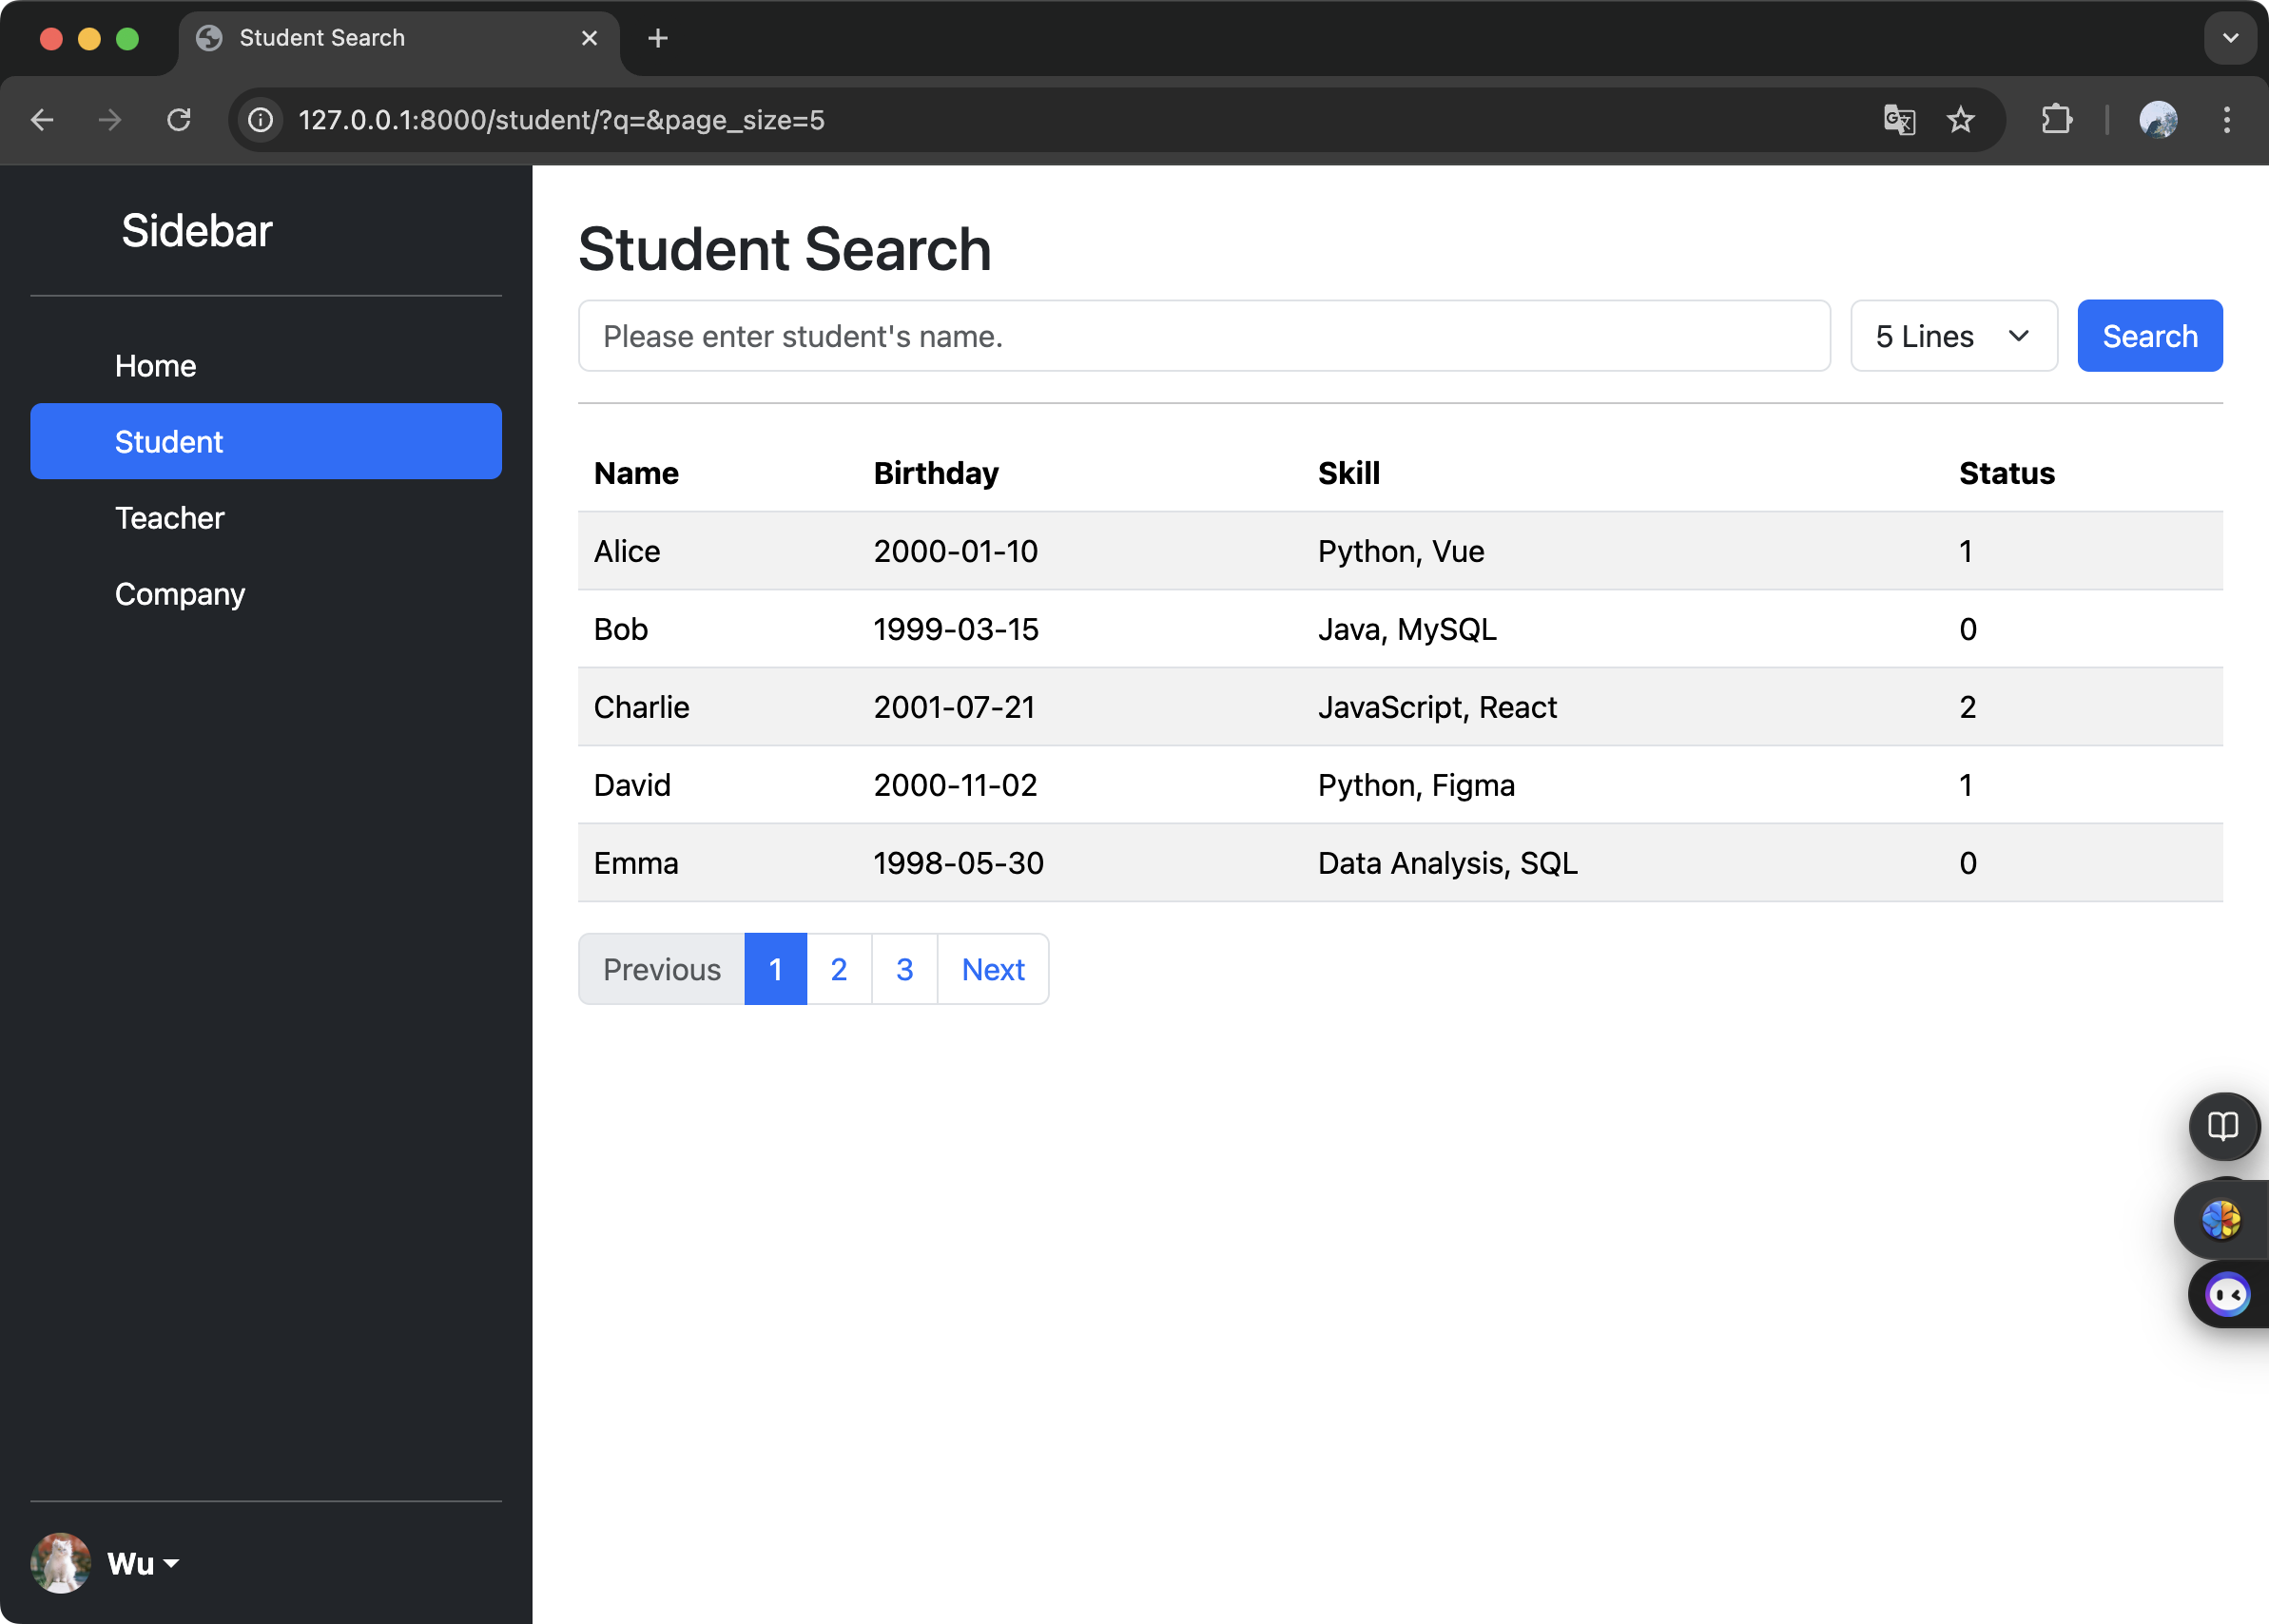 Student Search
127.0.0.1:8000/student/?q=&page_size=5
Sidebar
Home
Student
Teacher
Company
Wu
Student Search
Please enter student's name.
5 Lines
Search
Name Birthday Skill Status
Alice 2000-01-10 Python, Vue 1
Bob 1999-03-15 Java, MySQL 0
Charlie 2001-07-21 JavaScript, React 2
David 2000-11-02 Python, Figma 1
Emma 1998-05-30 Data Analysis, SQL 0
Previous 1 2 3 Next